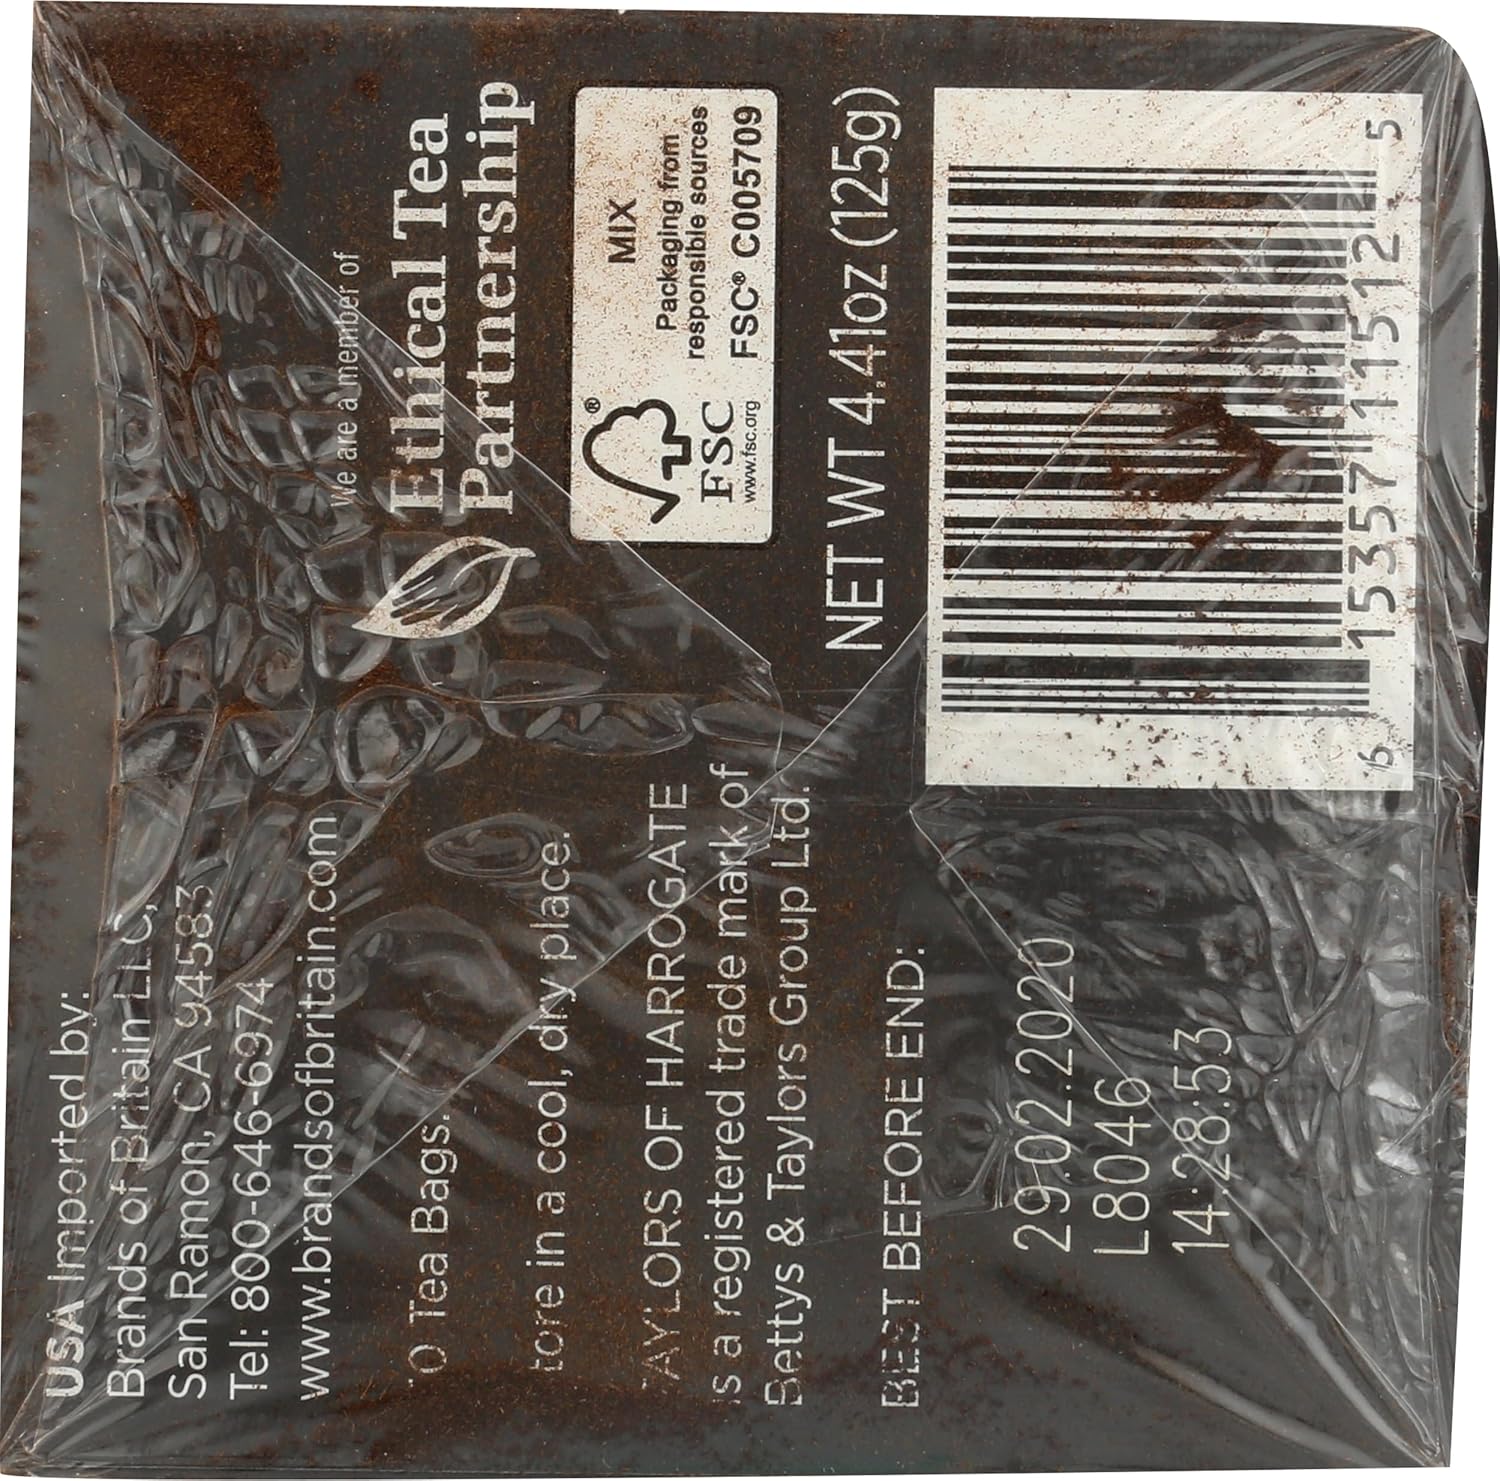 USA Imported by:
Brands of Britain LLC,
San Ramon, CA 94583
Tel: 800-646-6974
www.brandsofbritain.com
0 Tea Bags.
tore in a cool, dry place.
TAYLORS OF HARROGATE
is a registered trade mark of
Bettys & Taylors Group Ltd.
BEST BEFORE END:
29.02.2020
L8046
14:28:53
We are a member of
Ethical Tea
Partnership
®
FSC
www.fsc.org
MIX
Packaging from
responsible sources
FSC® C005709
NET WT 4.41oz (125g)
6 15357 11512 5